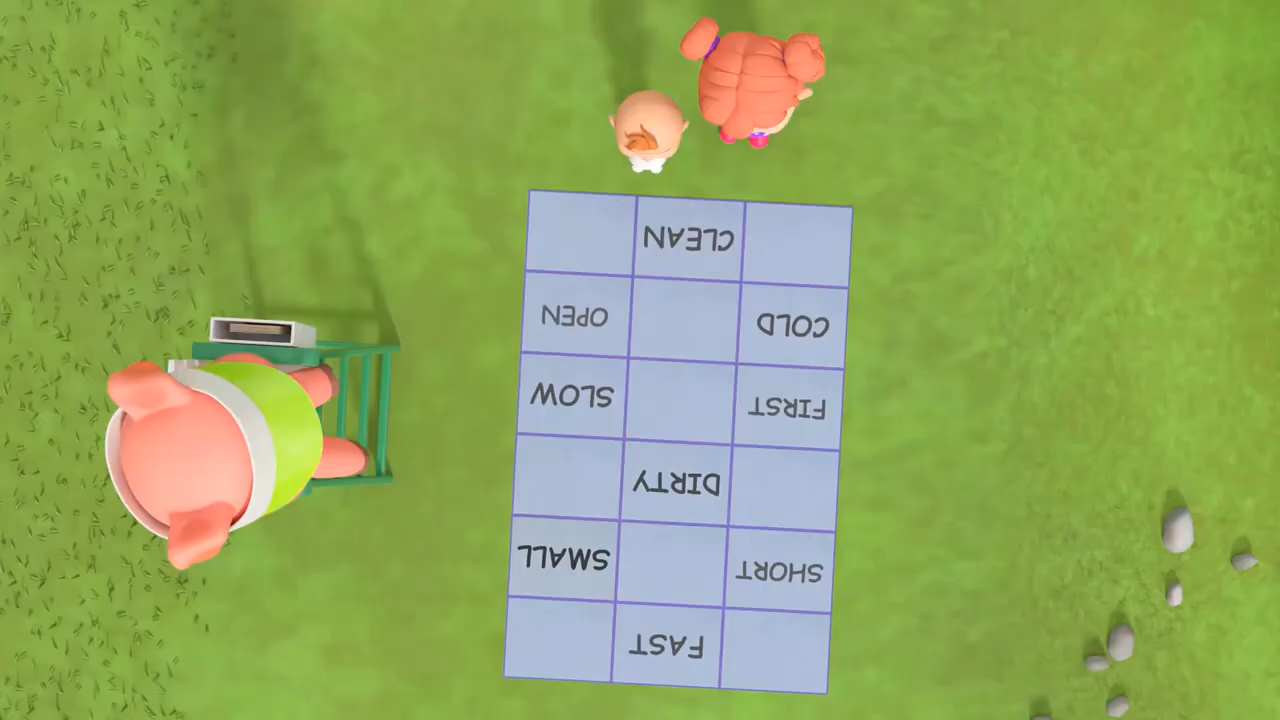 FAST
SHORT SMALL
DIRTY
FIRST SLOW
COLD OPEN
CLEAN